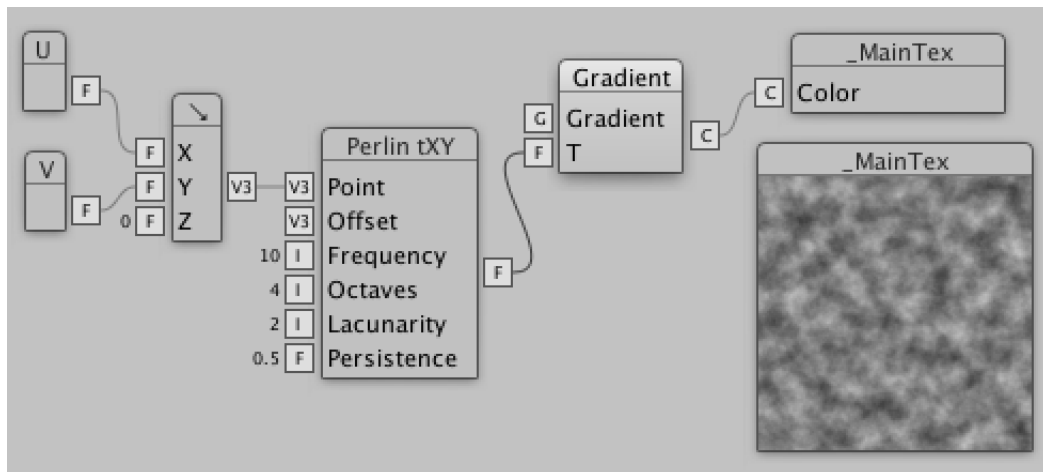 U
F
V
F
↘
F X
F Y
0 F Z
V3
Perlin tXY
V3 Point
V3 Offset
10 I Frequency
4 I Octaves
2 I Lacunarity
0.5 F Persistence
F
Gradient
G Gradient
F T
C
_MainTex
C Color
_MainTex